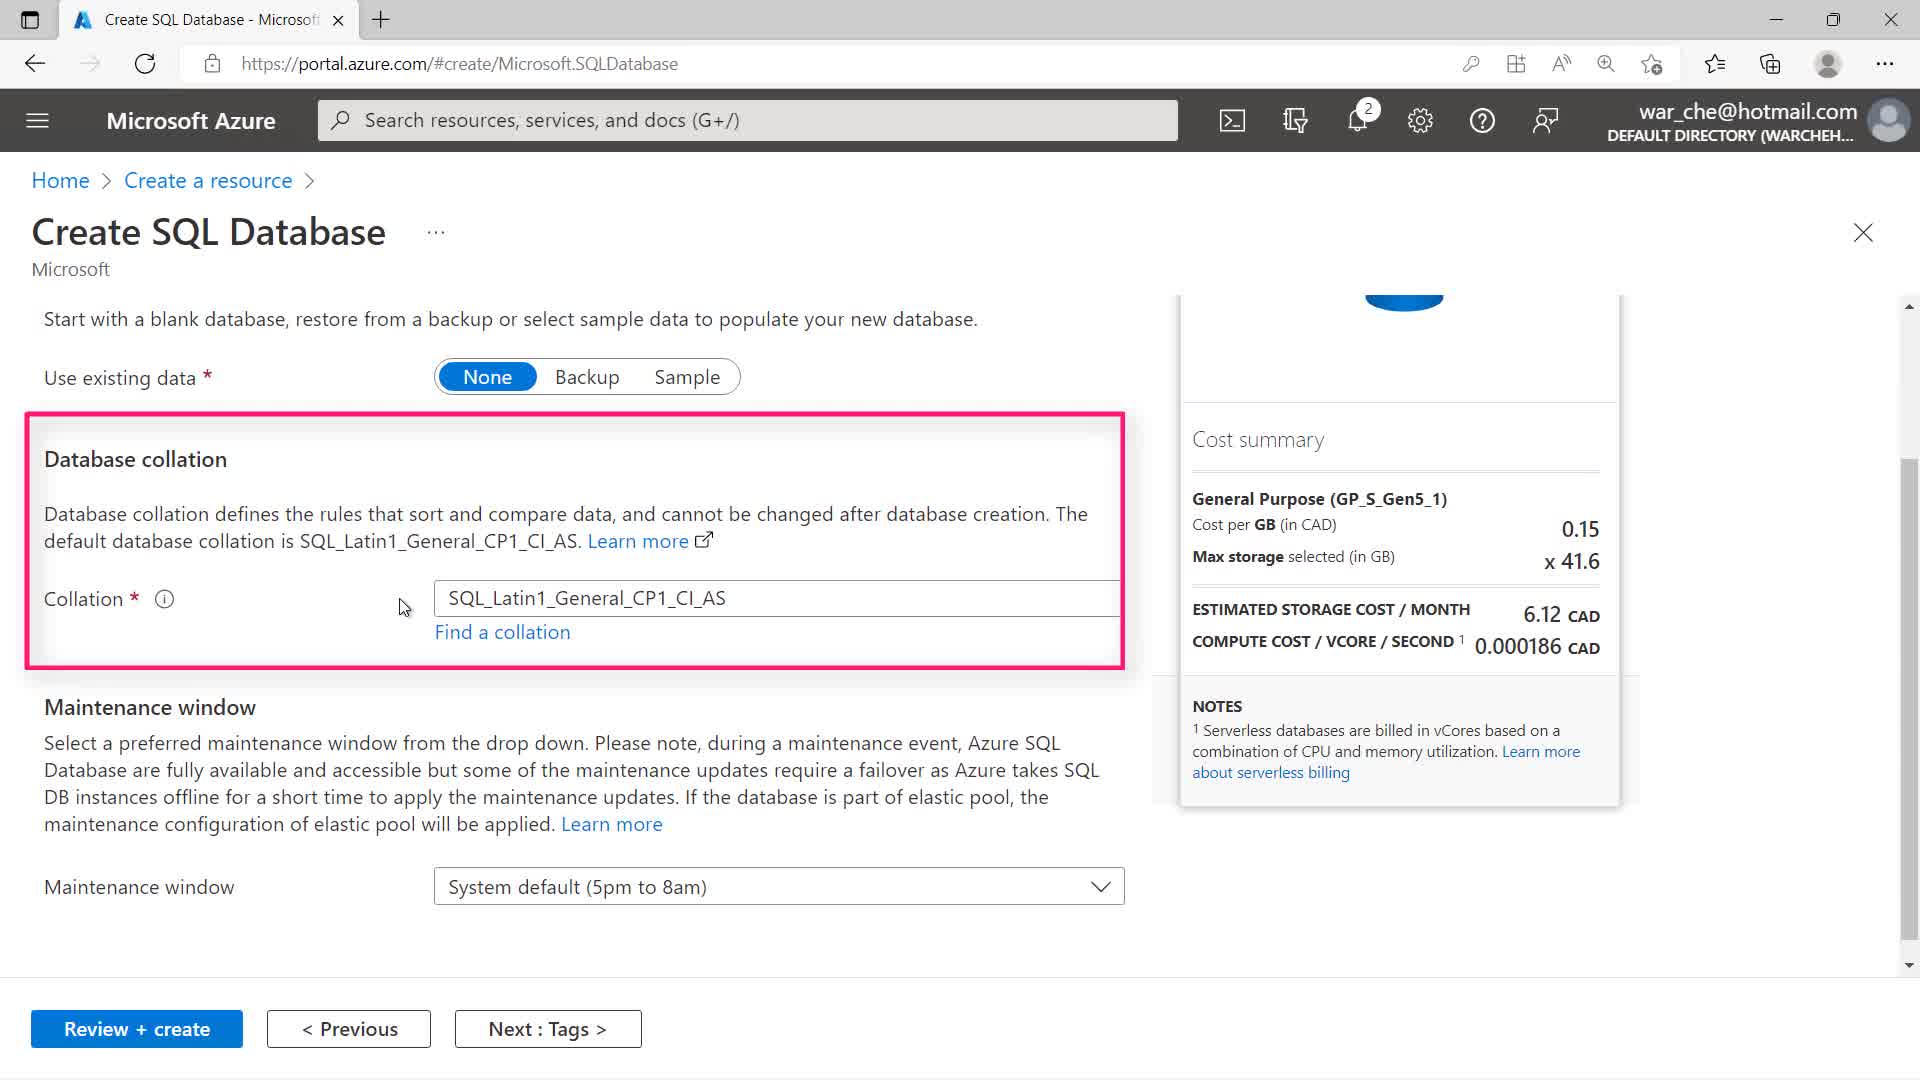 Create SQL Database - Microsof
https://portal.azure.com/#create/Microsoft.SQLDatabase
Microsoft Azure
Search resources, services, and docs (G+/)
2
war_che@hotmail.com
DEFAULT DIRECTORY (WARCHEH...
Home > Create a resource >
Create SQL Database ...
Microsoft
Start with a blank database, restore from a backup or select sample data to populate your new database.
Use existing data *
None
Backup
Sample
Database collation
Database collation defines the rules that sort and compare data, and cannot be changed after database creation. The
default database collation is SQL_Latin1_General_CP1_CI_AS. Learn more
Collation *
SQL_Latin1_General_CP1_CI_AS
Find a collation
Maintenance window
Select a preferred maintenance window from the drop down. Please note, during a maintenance event, Azure SQL
Database are fully available and accessible but some of the maintenance updates require a failover as Azure takes SQL
DB instances offline for a short time to apply the maintenance updates. If the database is part of elastic pool, the
maintenance configuration of elastic pool will be applied. Learn more
Maintenance window
System default (5pm to 8am)
Cost summary
General Purpose (GP_S_Gen5_1)
Cost per GB (in CAD) 0.15
Max storage selected (in GB) x 41.6
ESTIMATED STORAGE COST / MONTH 6.12 CAD
COMPUTE COST / VCORE / SECOND 1 0.000186 CAD
NOTES
1 Serverless databases are billed in vCores based on a
combination of CPU and memory utilization. Learn more
about serverless billing
Review + create
< Previous
Next : Tags >